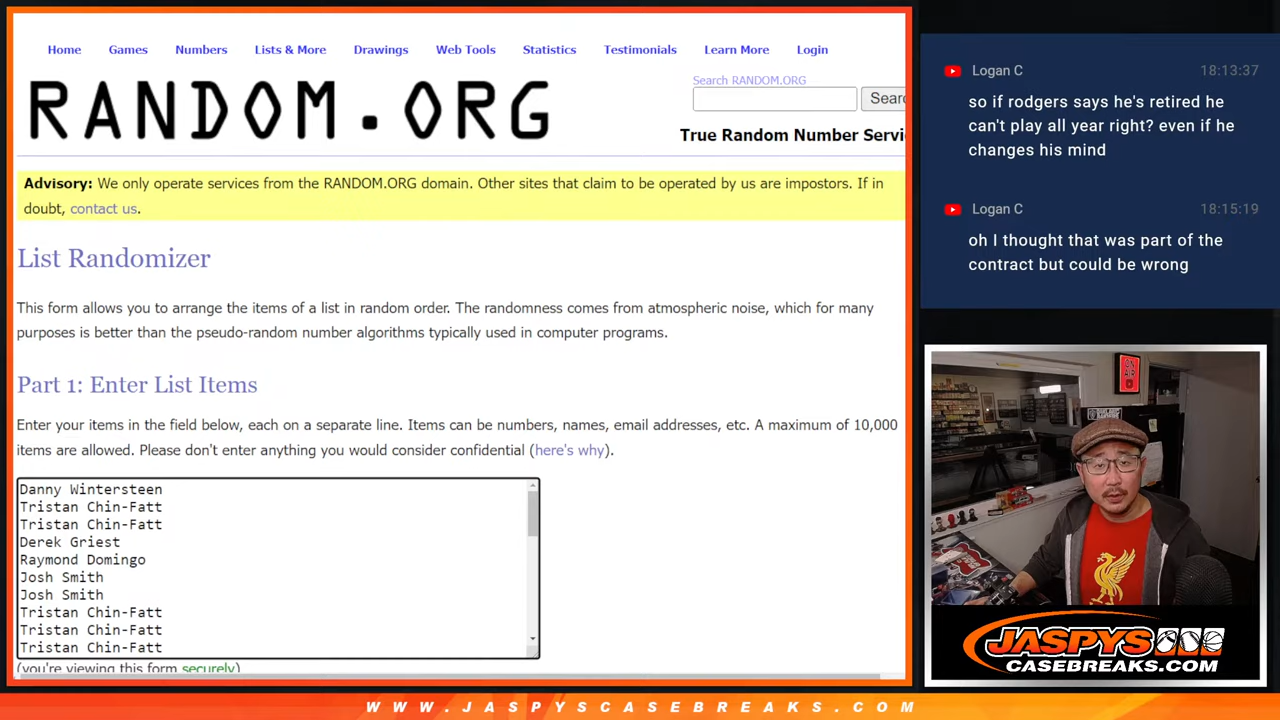 Home Games Numbers Lists & More Drawings Web Tools Statistics Testimonials Learn More Login
RANDOM.ORG
Search RANDOM.ORG
Sear
True Random Number Servi
Advisory: We only operate services from the RANDOM.ORG domain. Other sites that claim to be operated by us are impostors. If in
doubt, contact us.
List Randomizer
This form allows you to arrange the items of a list in random order. The randomness comes from atmospheric noise, which for many
purposes is better than the pseudo-random number algorithms typically used in computer programs.
Part 1: Enter List Items
Enter your items in the field below, each on a separate line. Items can be numbers, names, email addresses, etc. A maximum of 10,000
items are allowed. Please don't enter anything you would consider confidential (here's why).
Danny Wintersteen
Tristan Chin-Fatt
Tristan Chin-Fatt
Derek Griest
Raymond Domingo
Josh Smith
Josh Smith
Tristan Chin-Fatt
Tristan Chin-Fatt
Tristan Chin-Fatt
(you're viewing this form securely)
Logan C 18:13:37
so if rodgers says he's retired he
can't play all year right? even if he
changes his mind
Logan C 18:15:19
oh I thought that was part of the
contract but could be wrong
ON
AIR
JASPYS
CASEBREAKS.COM
WWW.JASPYSCASEBREAKS.COM